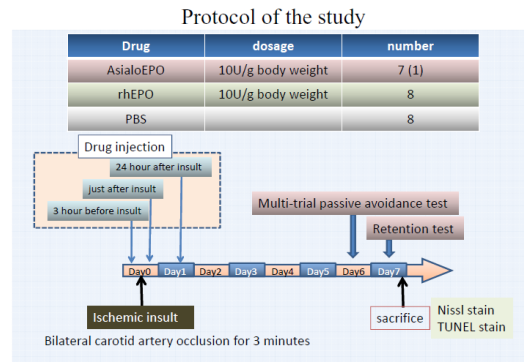 Protocol of the study
Drug dosage number
AsialoEPO 10U/g body weight 7 (1)
rhEPO 10U/g body weight 8
PBS 8
Drug injection
24 hour after insult
just after insult
3 hour before insult
Multi-trial passive avoidance test
Retention test
Day0 Day1 Day2 Day3 Day4 Day5 Day6 Day7
Ischemic insult
Bilateral carotid artery occlusion for 3 minutes
sacrifice
Nissl stain
TUNEL stain